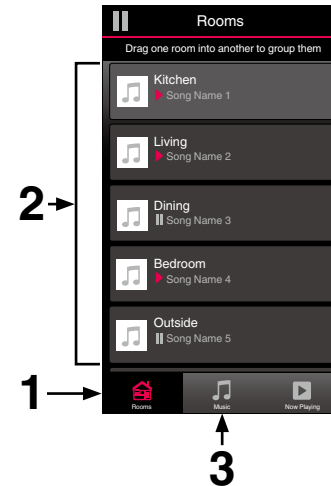 Rooms
Drag one room into another to group them
Kitchen
Song Name 1
Living
Song Name 2
Dining
Song Name 3
Bedroom
Song Name 4
Outside
Song Name 5
Rooms Music Now Playing
1
2
3